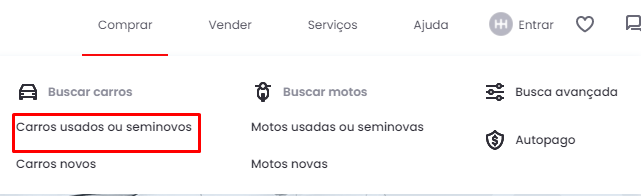 Comprar Vender Serviços Ajuda Entrar
Buscar carros Buscar motos Busca avançada
Carros usados ou seminovos Motos usadas ou seminovas
Autopago
Carros novos Motos novas